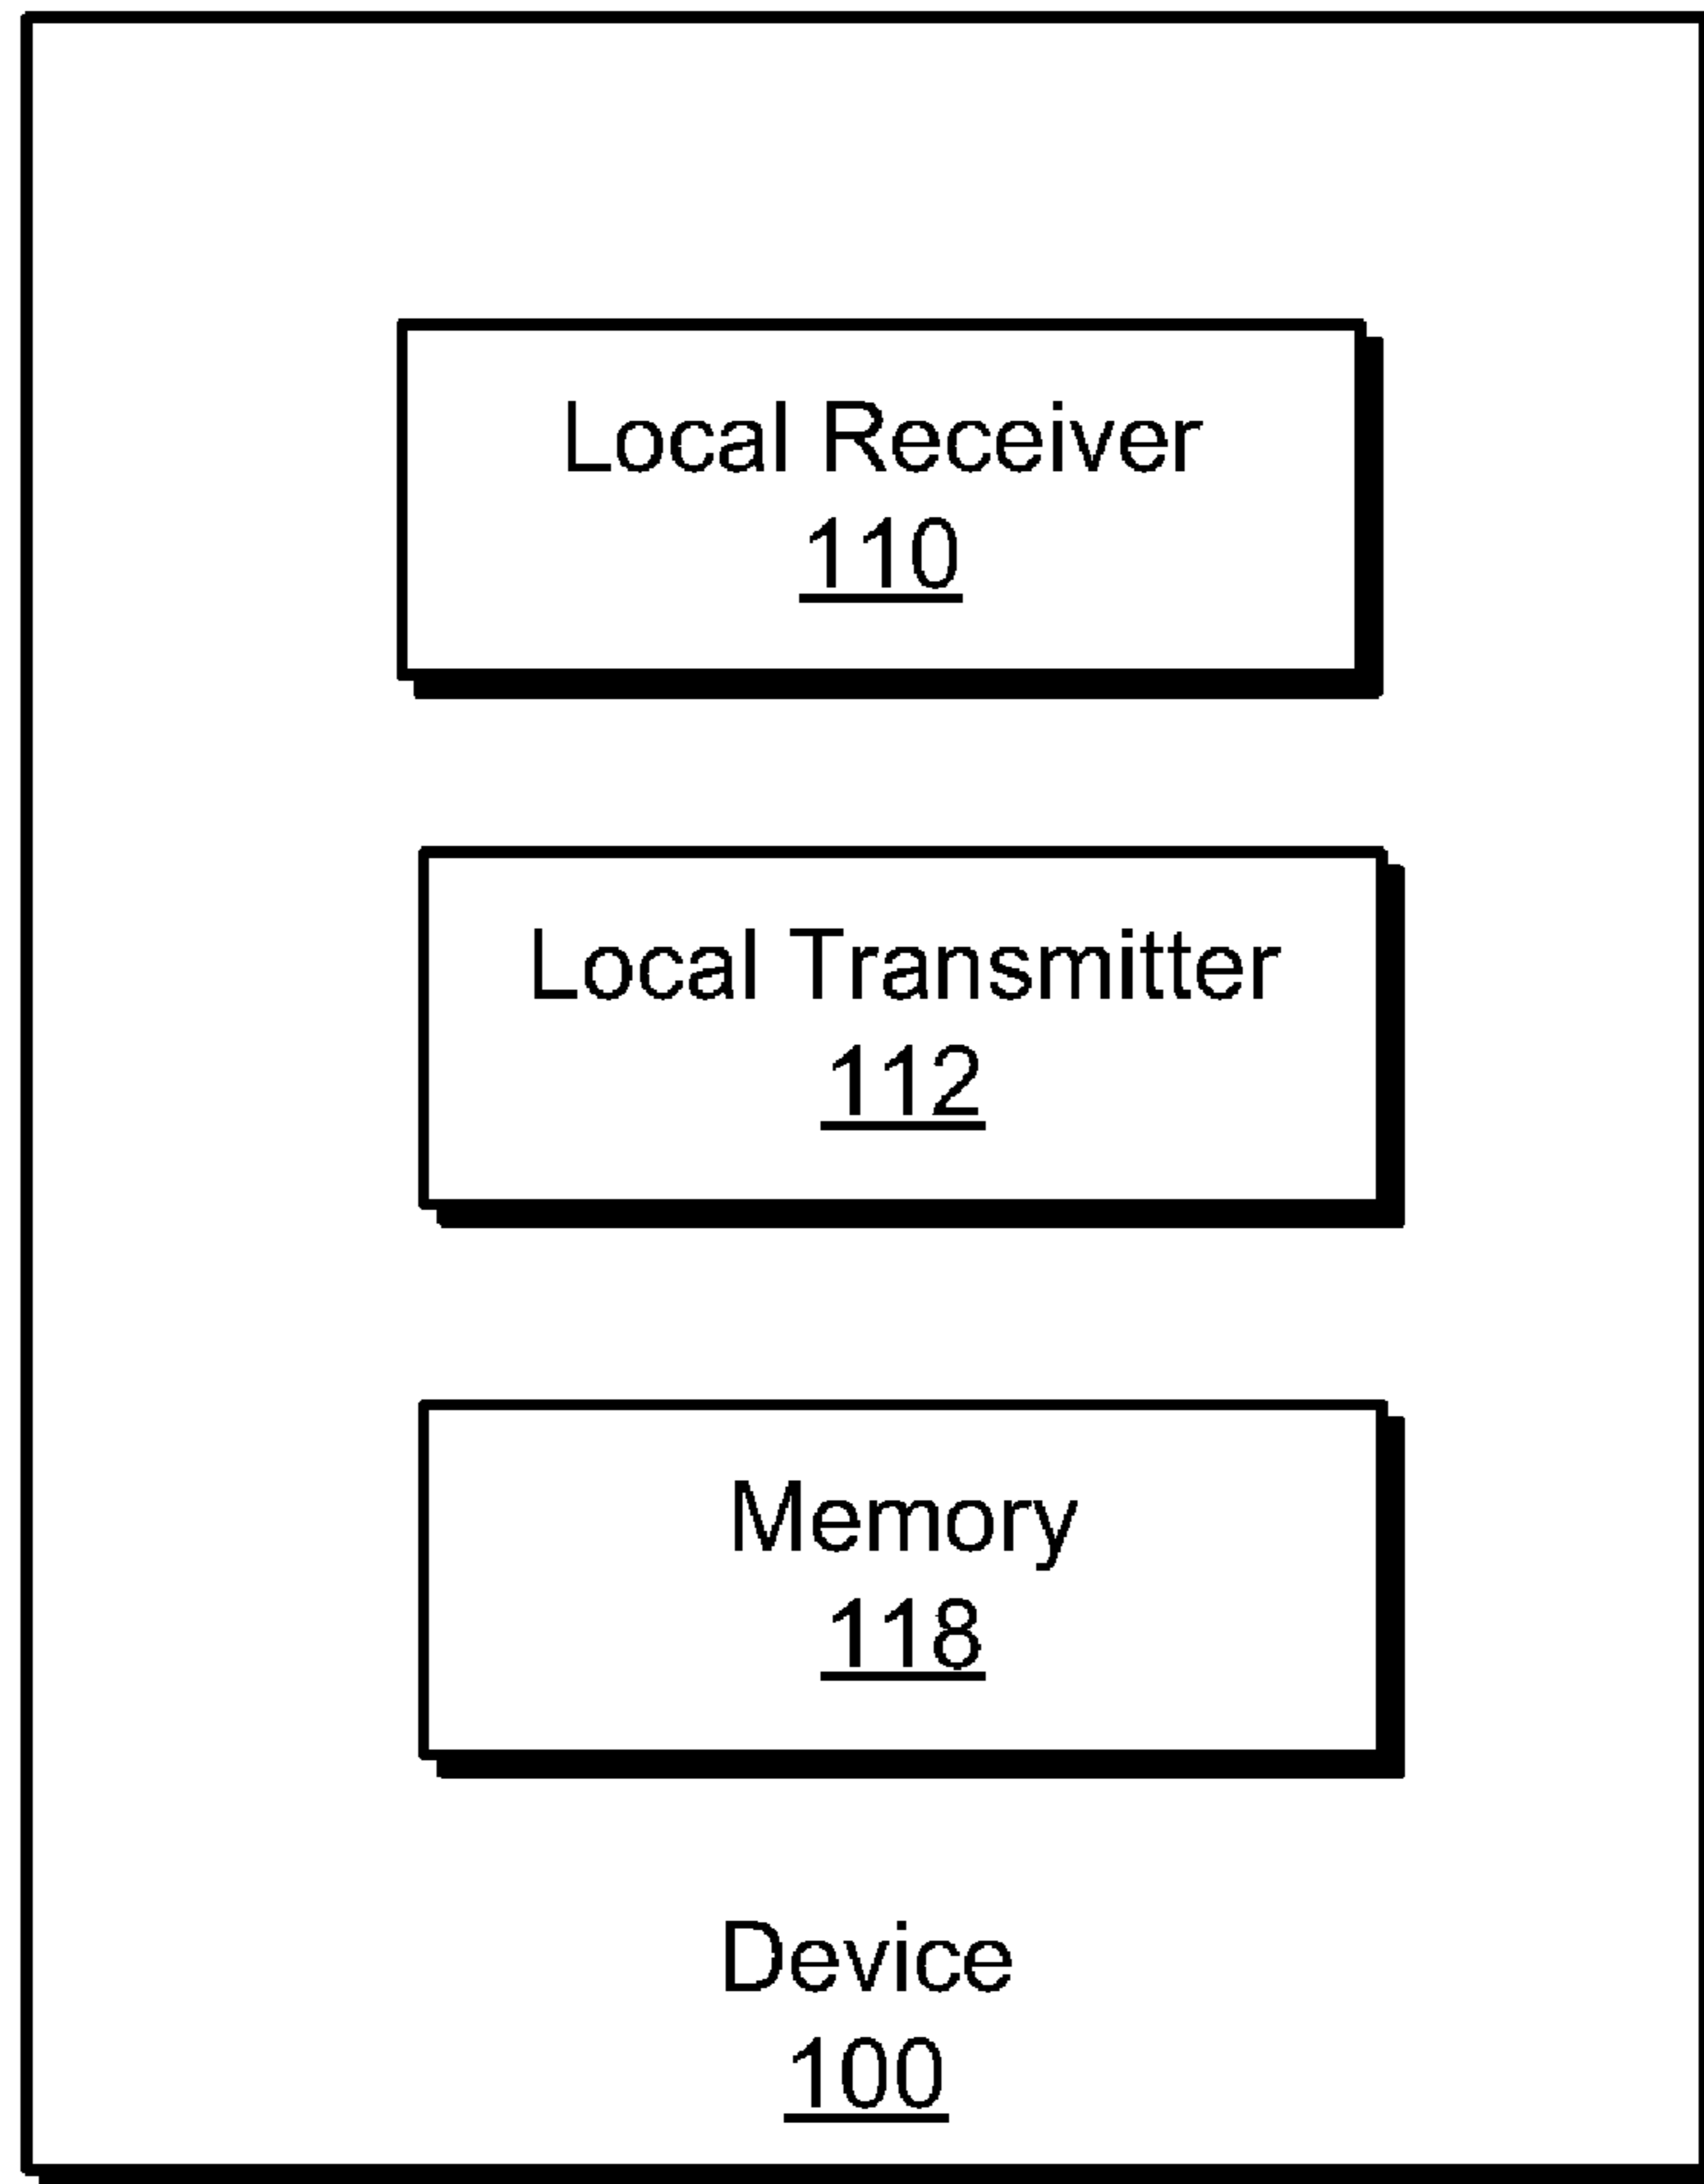 Local Receiver
110
Local Transmitter
112
Memory
118
Device
100